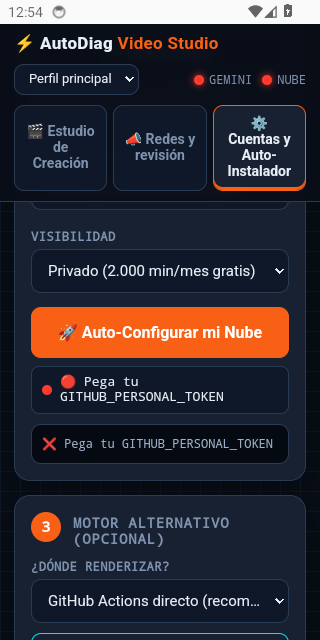 12:54
⚡ AutoDiag Video Studio
Perfil principal
GEMINI
NUBE
🎬 Estudio
de
Creación
📣 Redes y
revisión
⚙️
Cuentas y
Auto-
Instalador
VISIBILIDAD
Privado (2.000 min/mes gratis)
🚀 Auto-Configurar mi Nube
🔴 Pega tu
GITHUB_PERSONAL_TOKEN
❌ Pega tu GITHUB_PERSONAL_TOKEN
3
MOTOR ALTERNATIVO
(OPCIONAL)
¿DÓNDE RENDERIZAR?
GitHub Actions directo (recom…